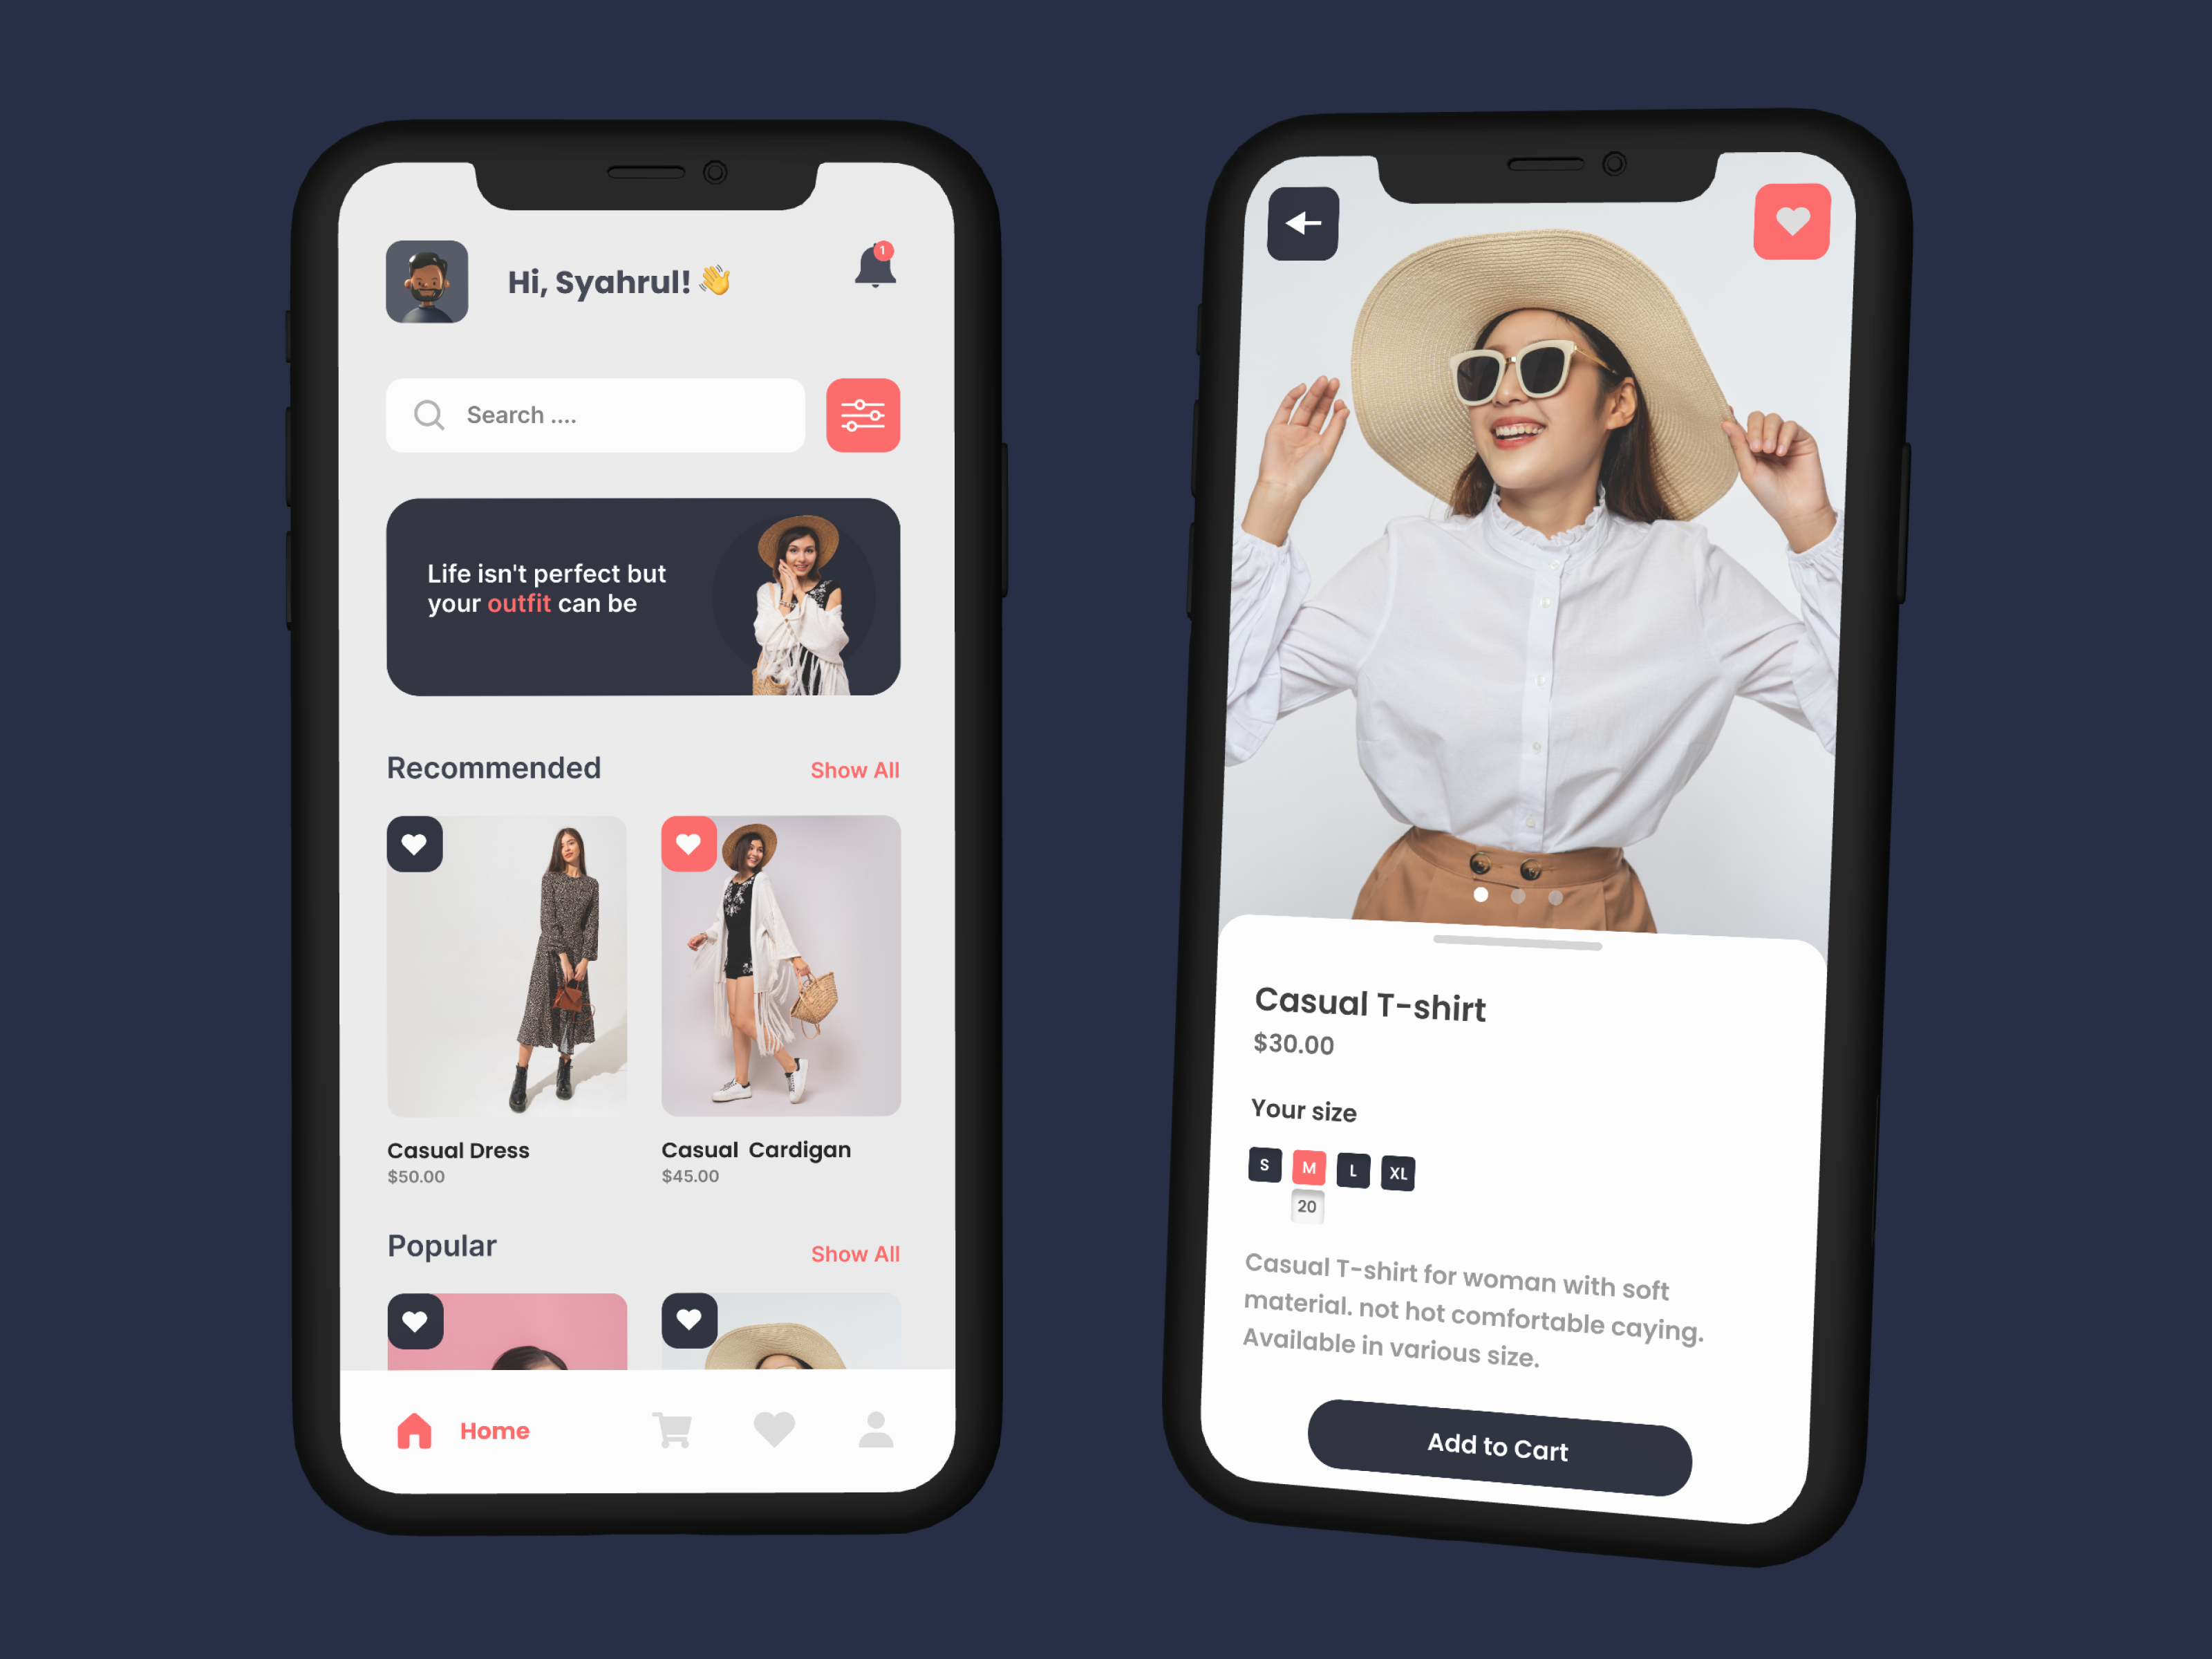 Hi, Syahrul! 👋
1
Search ....
Life isn't perfect but
your outfit can be
Recommended
Show All
Casual Dress
$50.00
Casual Cardigan
$45.00
Popular
Show All
Home
Casual T-shirt
$30.00
Your size
S M L XL
20
Casual T-shirt for woman with soft
material. not hot comfortable caying.
Available in various size.
Add to Cart